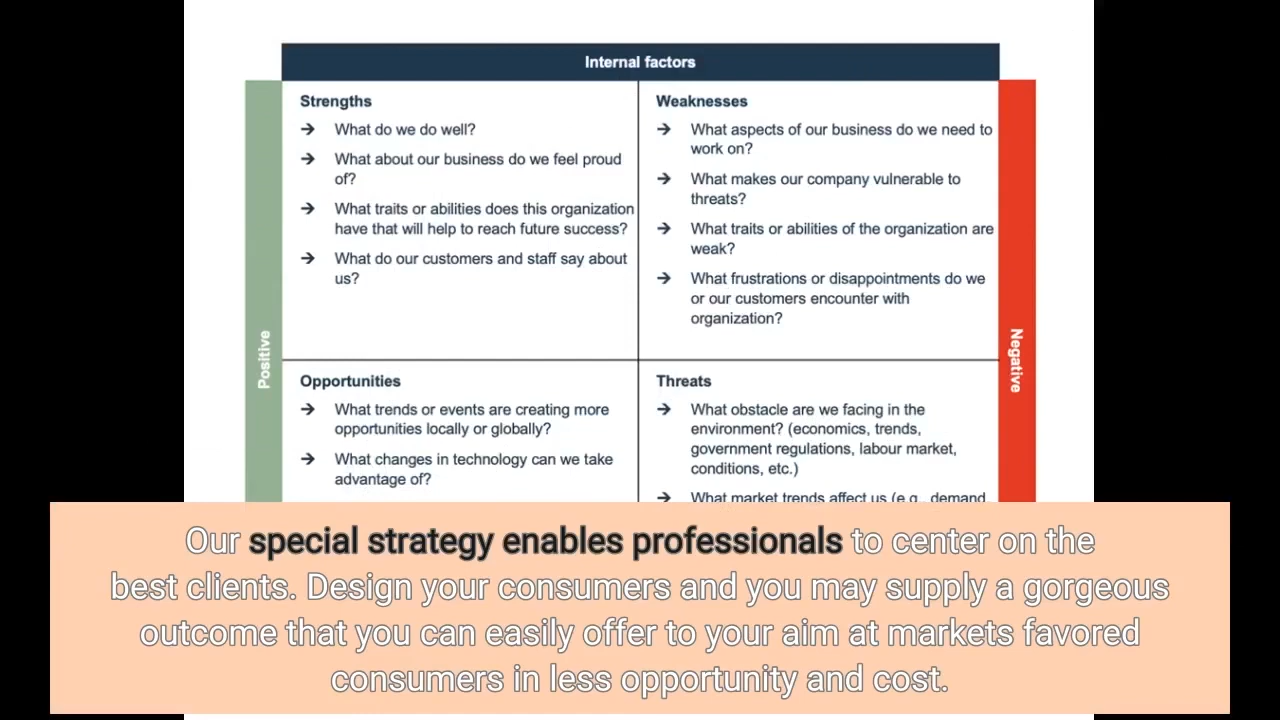 Internal factors
Strengths
→ What do we do well?
→ What about our business do we feel proud
of?
→ What traits or abilities does this organization
have that will help to reach future success?
→ What do our customers and staff say about
us?
Weaknesses
→ What aspects of our business do we need to
work on?
→ What makes our company vulnerable to
threats?
→ What traits or abilities of the organization are
weak?
→ What frustrations or disappointments do we
or our customers encounter with
organization?
Positive
Negative
Opportunities
→ What trends or events are creating more
opportunities locally or globally?
→ What changes in technology can we take
advantage of?
Threats
→ What obstacle are we facing in the
environment? (economics, trends,
government regulations, labour market,
conditions, etc.)
→ What market trends affect us (e.g., demand,
Our special strategy enables professionals to center on the
best clients. Design your consumers and you may supply a gorgeous
outcome that you can easily offer to your aim at markets favored
consumers in less opportunity and cost.